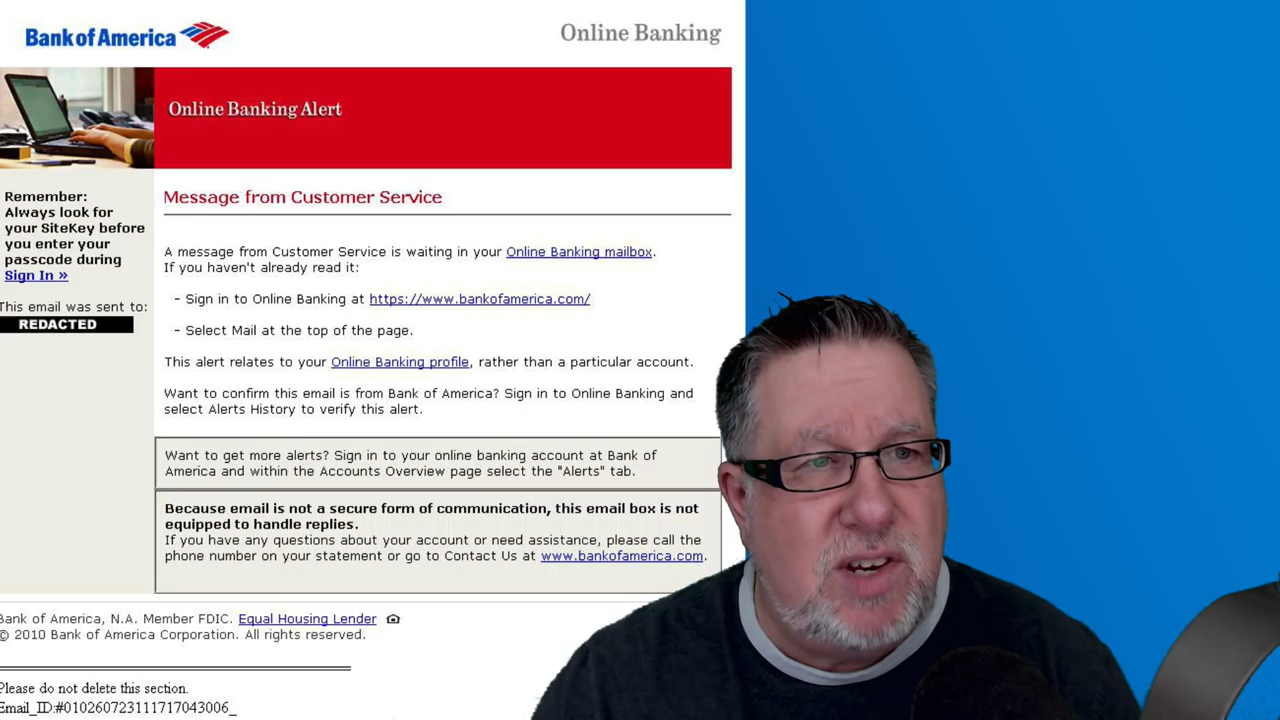 Bank of America
Online Banking
Online Banking Alert
Remember:
Always look for
your SiteKey before
you enter your
passcode during
Sign In »
This email was sent to:
REDACTED
Message from Customer Service
A message from Customer Service is waiting in your Online Banking mailbox.
If you haven't already read it:
- Sign in to Online Banking at https://www.bankofamerica.com/
- Select Mail at the top of the page.
This alert relates to your Online Banking profile, rather than a particular account.
Want to confirm this email is from Bank of America? Sign in to Online Banking and
select Alerts History to verify this alert.
Want to get more alerts? Sign in to your online banking account at Bank of
America and within the Accounts Overview page select the "Alerts" tab.
Because email is not a secure form of communication, this email box is not
equipped to handle replies.
If you have any questions about your account or need assistance, please call the
phone number on your statement or go to Contact Us at www.bankofamerica.com.
Bank of America, N.A. Member FDIC. Equal Housing Lender
© 2010 Bank of America Corporation. All rights reserved.
Please do not delete this section.
Email_ID:#010260723111717043006_